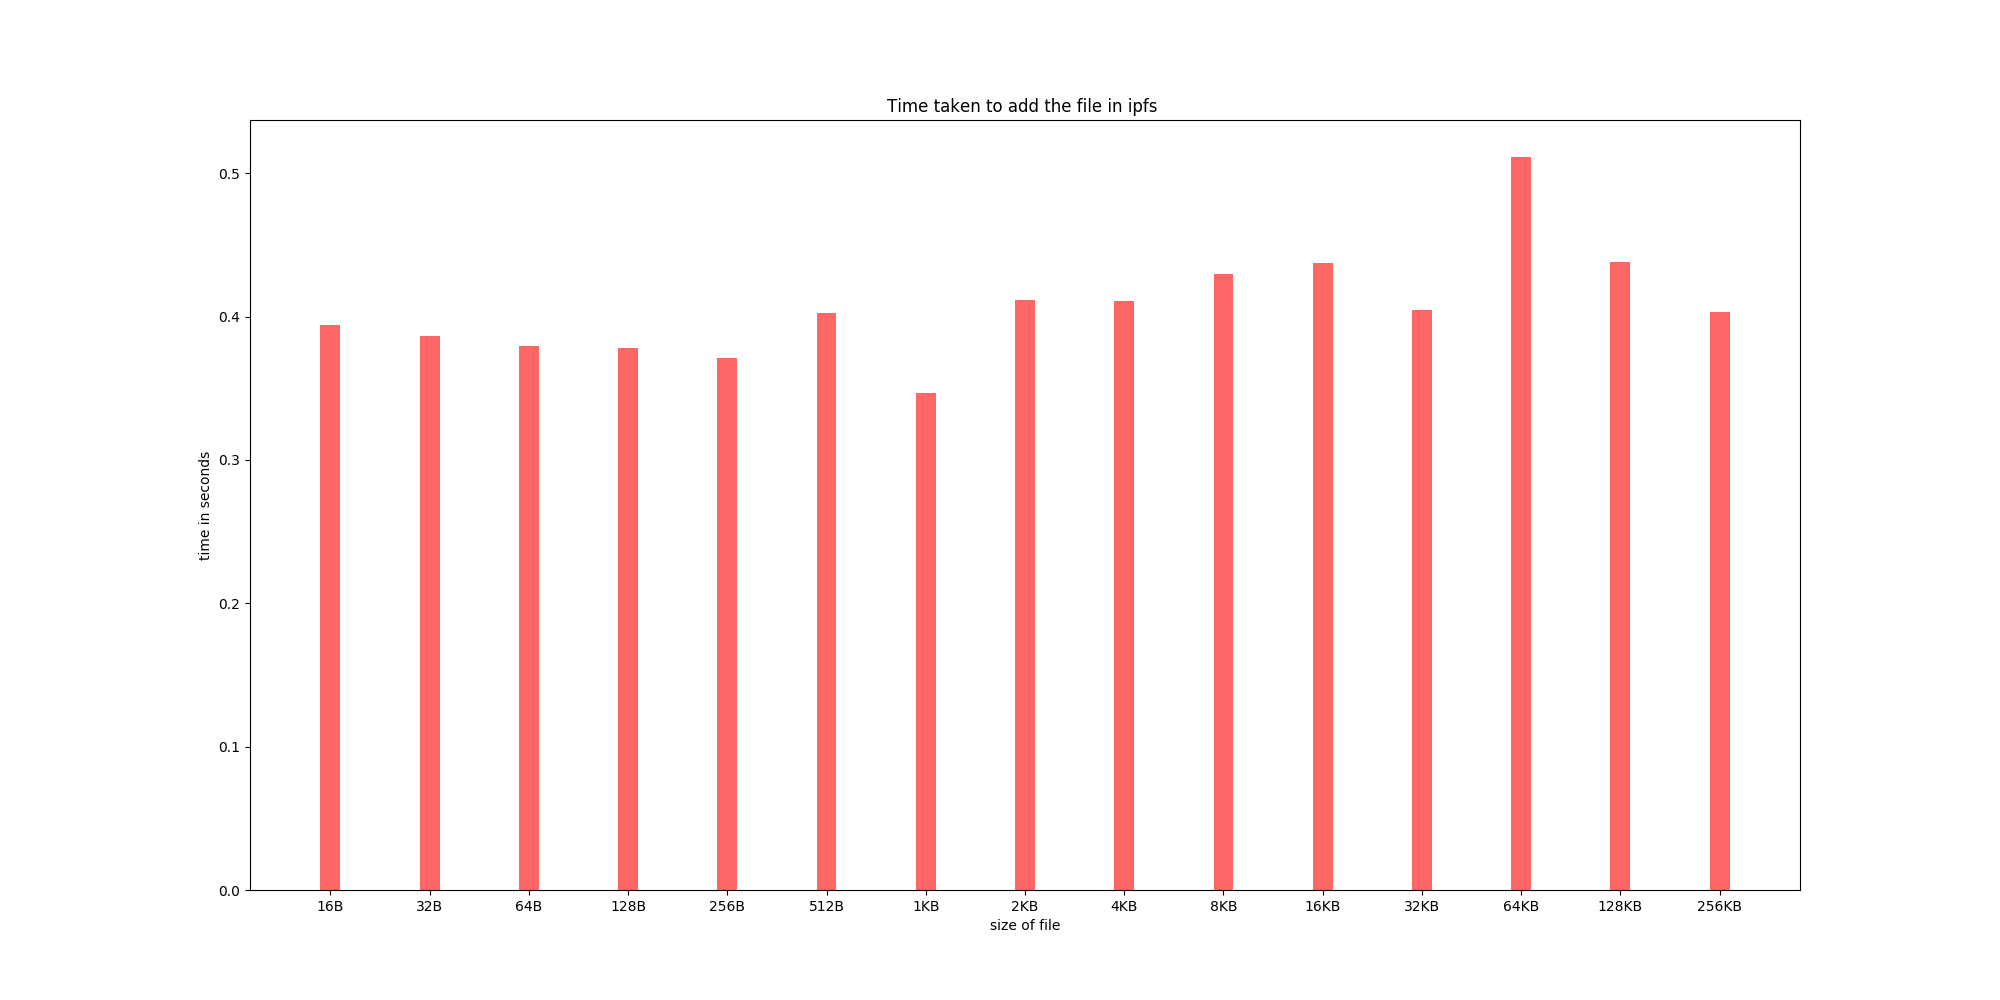 Time taken to add the file in ipfs
time in seconds
0.5
0.4
0.3
0.2
0.1
0.0
16B 32B 64B 128B 256B 512B 1KB 2KB 4KB 8KB 16KB 32KB 64KB 128KB 256KB
size of file